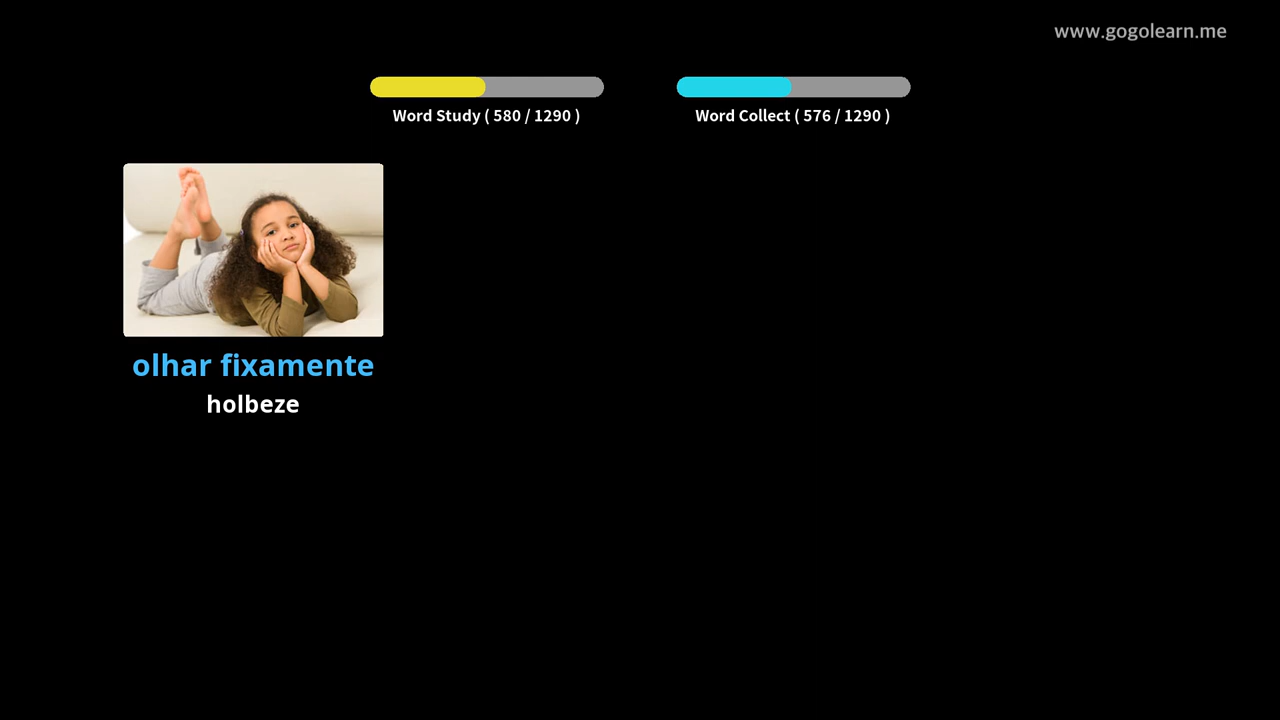 www.gogolearn.me
Word Study ( 580 / 1290 )
Word Collect ( 576 / 1290 )
olhar fixamente
holbeze